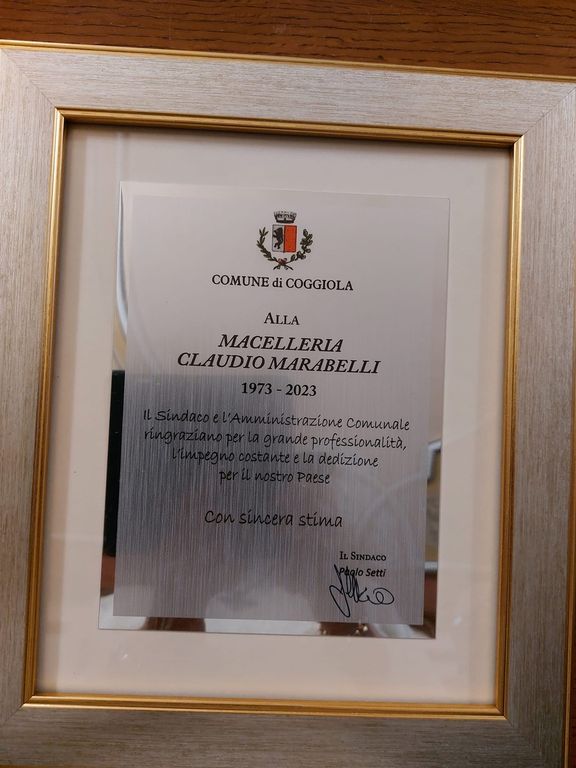 COMUNE di COGGIOLA
ALLA
MACELLERIA
CLAUDIO MARABELLI
1973 - 2023
Il Sindaco e l'Amministrazione Comunale
ringraziano per la grande professionalità,
l'impegno costante e la dedizione
per il nostro Paese
Con sincera stima
IL SINDACO
Paolo Setti